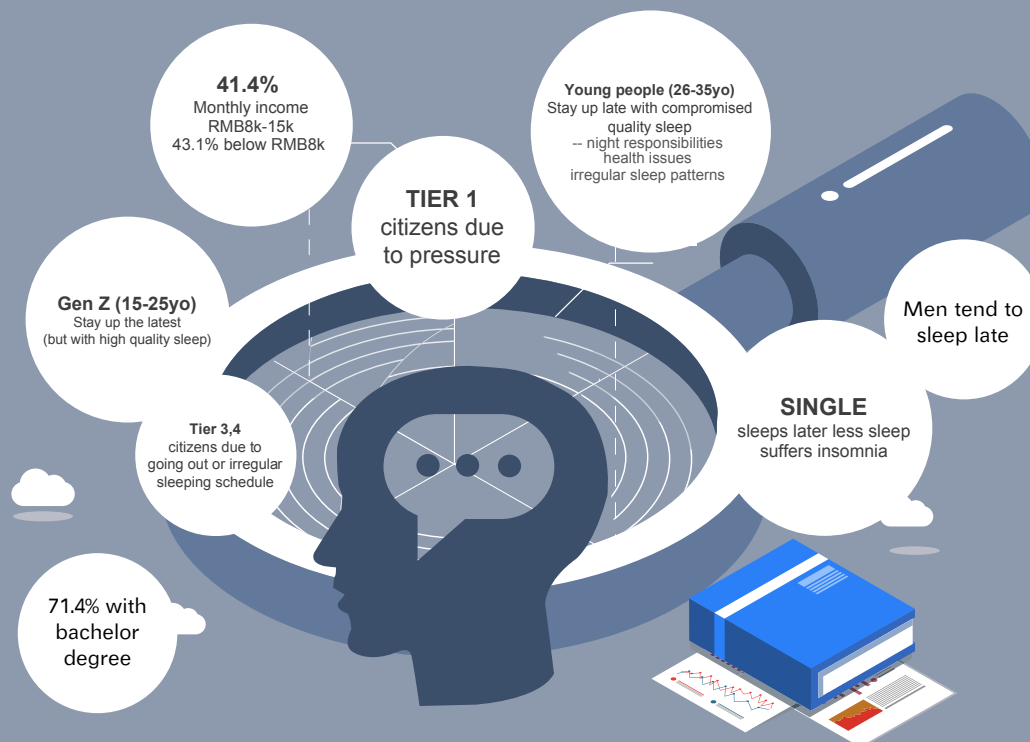 41.4%
Monthly income
RMB8k-15k
43.1% below RMB8k
Young people (26-35yo)
Stay up late with compromised
quality sleep
-- night responsibilities
health issues
irregular sleep patterns
TIER 1
citizens due
to pressure
Gen Z (15-25yo)
Stay up the latest
(but with high quality sleep)
Men tend to
sleep late
Tier 3,4
citizens due to
going out or irregular
sleeping schedule
SINGLE
sleeps later less sleep
suffers insomnia
71.4% with
bachelor
degree